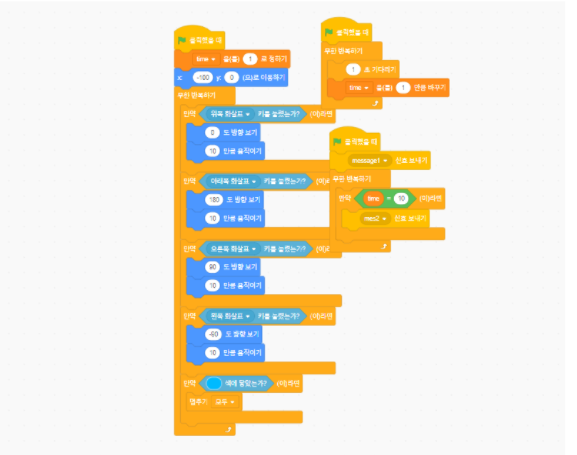 클릭했을 때
time 을(를) 1 로 정하기
x: -100 y: 0 (으)로 이동하기
무한 반복하기
만약 위쪽 화살표 키를 눌렀는가? (이)라면
0 도 방향 보기
10 만큼 움직이기
만약 아래쪽 화살표 키를 눌렀는가? (이)라
180 도 방향 보기
10 만큼 움직이기
만약 오른쪽 화살표 키를 눌렀는가? (이)라
90 도 방향 보기
10 만큼 움직이기
만약 왼쪽 화살표 키를 눌렀는가? (이)라면
-90 도 방향 보기
10 만큼 움직이기
만약 색에 닿았는가? (이)라면
멈추기 모두
클릭했을 때
무한 반복하기
1 초 기다리기
time 을(를) 1 만큼 바꾸기
클릭했을 때
message1 신호 보내기
무한 반복하기
만약 time = 10 (이)라면
mes2 신호 보내기